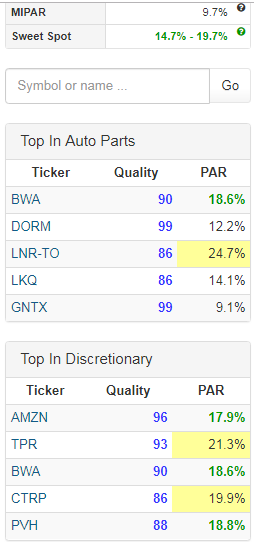 MIPAR 9.7% ?
Sweet Spot 14.7% - 19.7% ?
Symbol or name ... Go
Top In Auto Parts
Ticker Quality PAR
BWA 90 18.6%
DORM 99 12.2%
LNR-TO 86 24.7%
LKQ 86 14.1%
GNTX 99 9.1%
Top In Discretionary
Ticker Quality PAR
AMZN 96 17.9%
TPR 93 21.3%
BWA 90 18.6%
CTRP 86 19.9%
PVH 88 18.8%